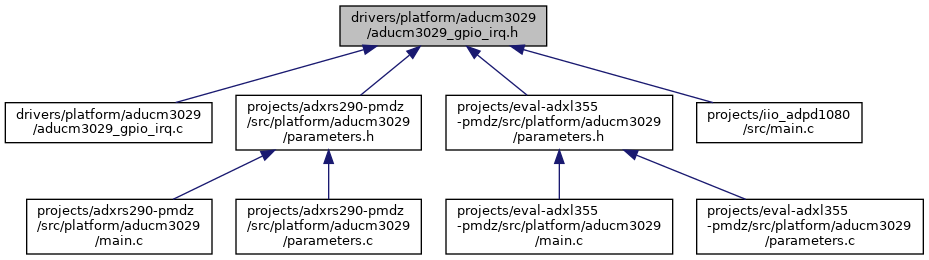 drivers/platform/aducm3029
/aducm3029_gpio_irq.h
drivers/platform/aducm3029
/aducm3029_gpio_irq.c
projects/adxrs290-pmdz
/src/platform/aducm3029
/parameters.h
projects/eval-adxl355
-pmdz/src/platform/aducm3029
/parameters.h
projects/iio_adpd1080
/src/main.c
projects/adxrs290-pmdz
/src/platform/aducm3029
/main.c
projects/adxrs290-pmdz
/src/platform/aducm3029
/parameters.c
projects/eval-adxl355
-pmdz/src/platform/aducm3029
/main.c
projects/eval-adxl355
-pmdz/src/platform/aducm3029
/parameters.c